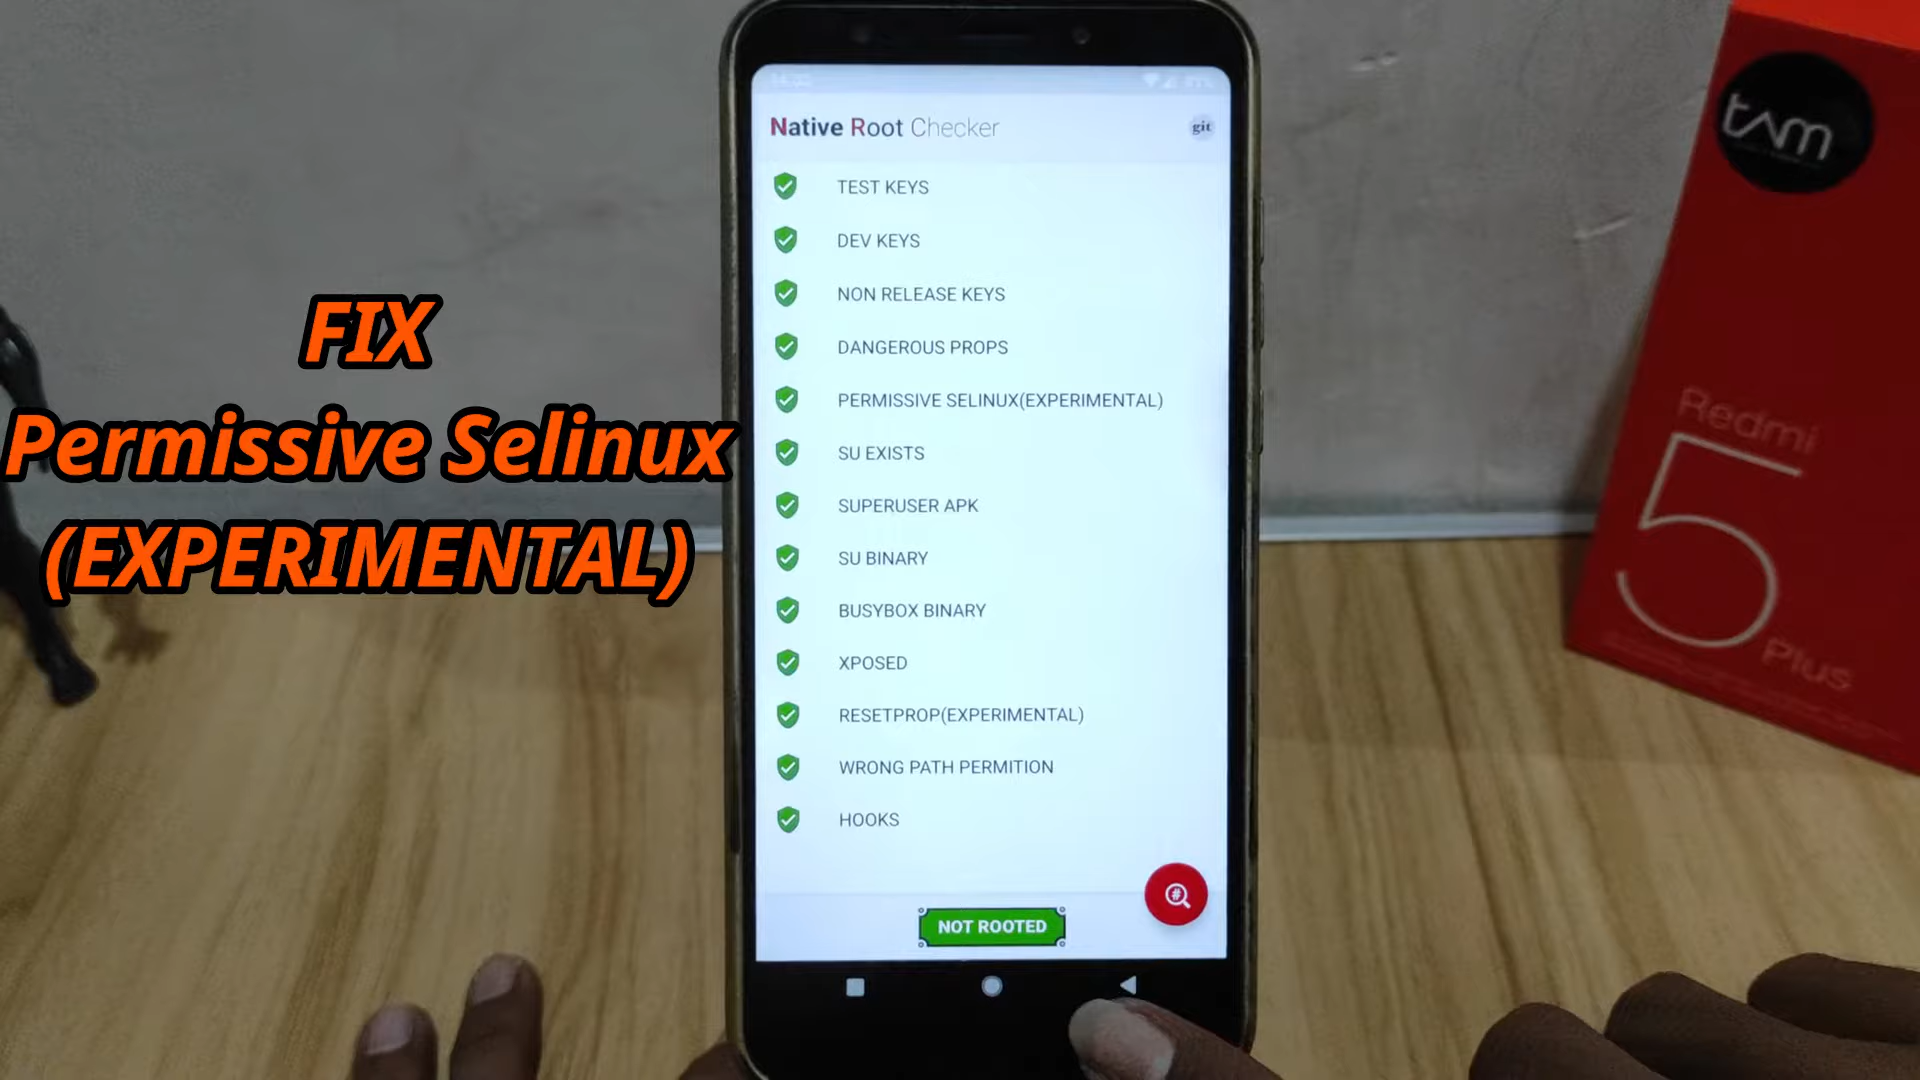 FIX
Permissive Selinux
(EXPERIMENTAL)
Native Root Checker
git
TEST KEYS
DEV KEYS
NON RELEASE KEYS
DANGEROUS PROPS
PERMISSIVE SELINUX(EXPERIMENTAL)
SU EXISTS
SUPERUSER APK
SU BINARY
BUSYBOX BINARY
XPOSED
RESETPROP(EXPERIMENTAL)
WRONG PATH PERMITION
HOOKS
NOT ROOTED
tam
Redmi
5
Plus